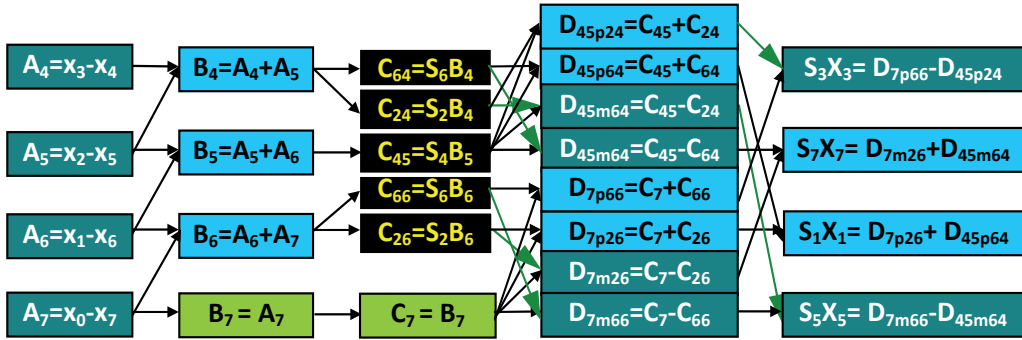 A₄=x₃-x₄
A₅=x₂-x₅
A₆=x₁-x₆
A₇=x₀-x₇
B₄=A₄+A₅
B₅=A₅+A₆
B₆=A₆+A₇
B₇ = A₇
C₆₄=S₆B₄
C₂₄=S₂B₄
C₄₅=S₄B₅
C₆₆=S₆B₆
C₂₆=S₂B₆
C₇ = B₇
D₄₅ₚ₂₄=C₄₅+C₂₄
D₄₅ₚ₆₄=C₄₅+C₆₄
D₄₅ₘ₆₄=C₄₅-C₂₄
D₄₅ₘ₆₄=C₄₅-C₆₄
D₇ₚ₆₆=C₇+C₆₆
D₇ₚ₂₆=C₇+C₂₆
D₇ₘ₂₆=C₇-C₂₆
D₇ₘ₆₆=C₇-C₆₆
S₃X₃= D₇ₚ₆₆-D₄₅ₚ₂₄
S₇X₇= D₇ₘ₂₆+D₄₅ₘ₆₄
S₁X₁= D₇ₚ₂₆+ D₄₅ₚ₆₄
S₅X₅= D₇ₘ₆₆-D₄₅ₘ₆₄